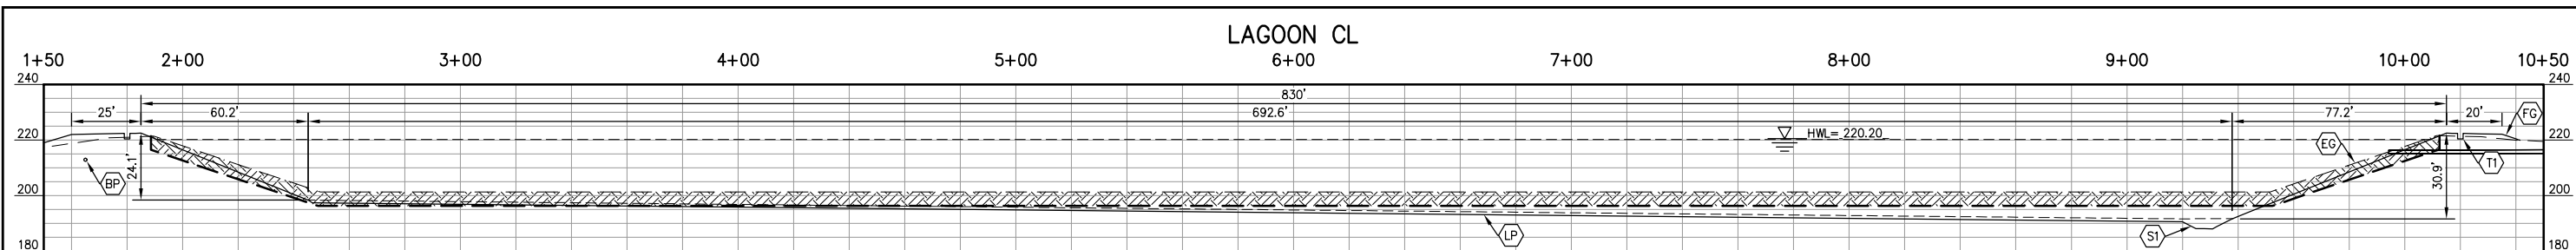 LAGOON CL
1+50 2+00 3+00 4+00 5+00 6+00 7+00 8+00 9+00 10+00 10+50
240 240
830'
25' 60.2' 692.6' 77.2' 20'
FG
220 HWL= 220.20 220
EG
24.1' T1
BP 30.9'
200 200
LP S1
180 180